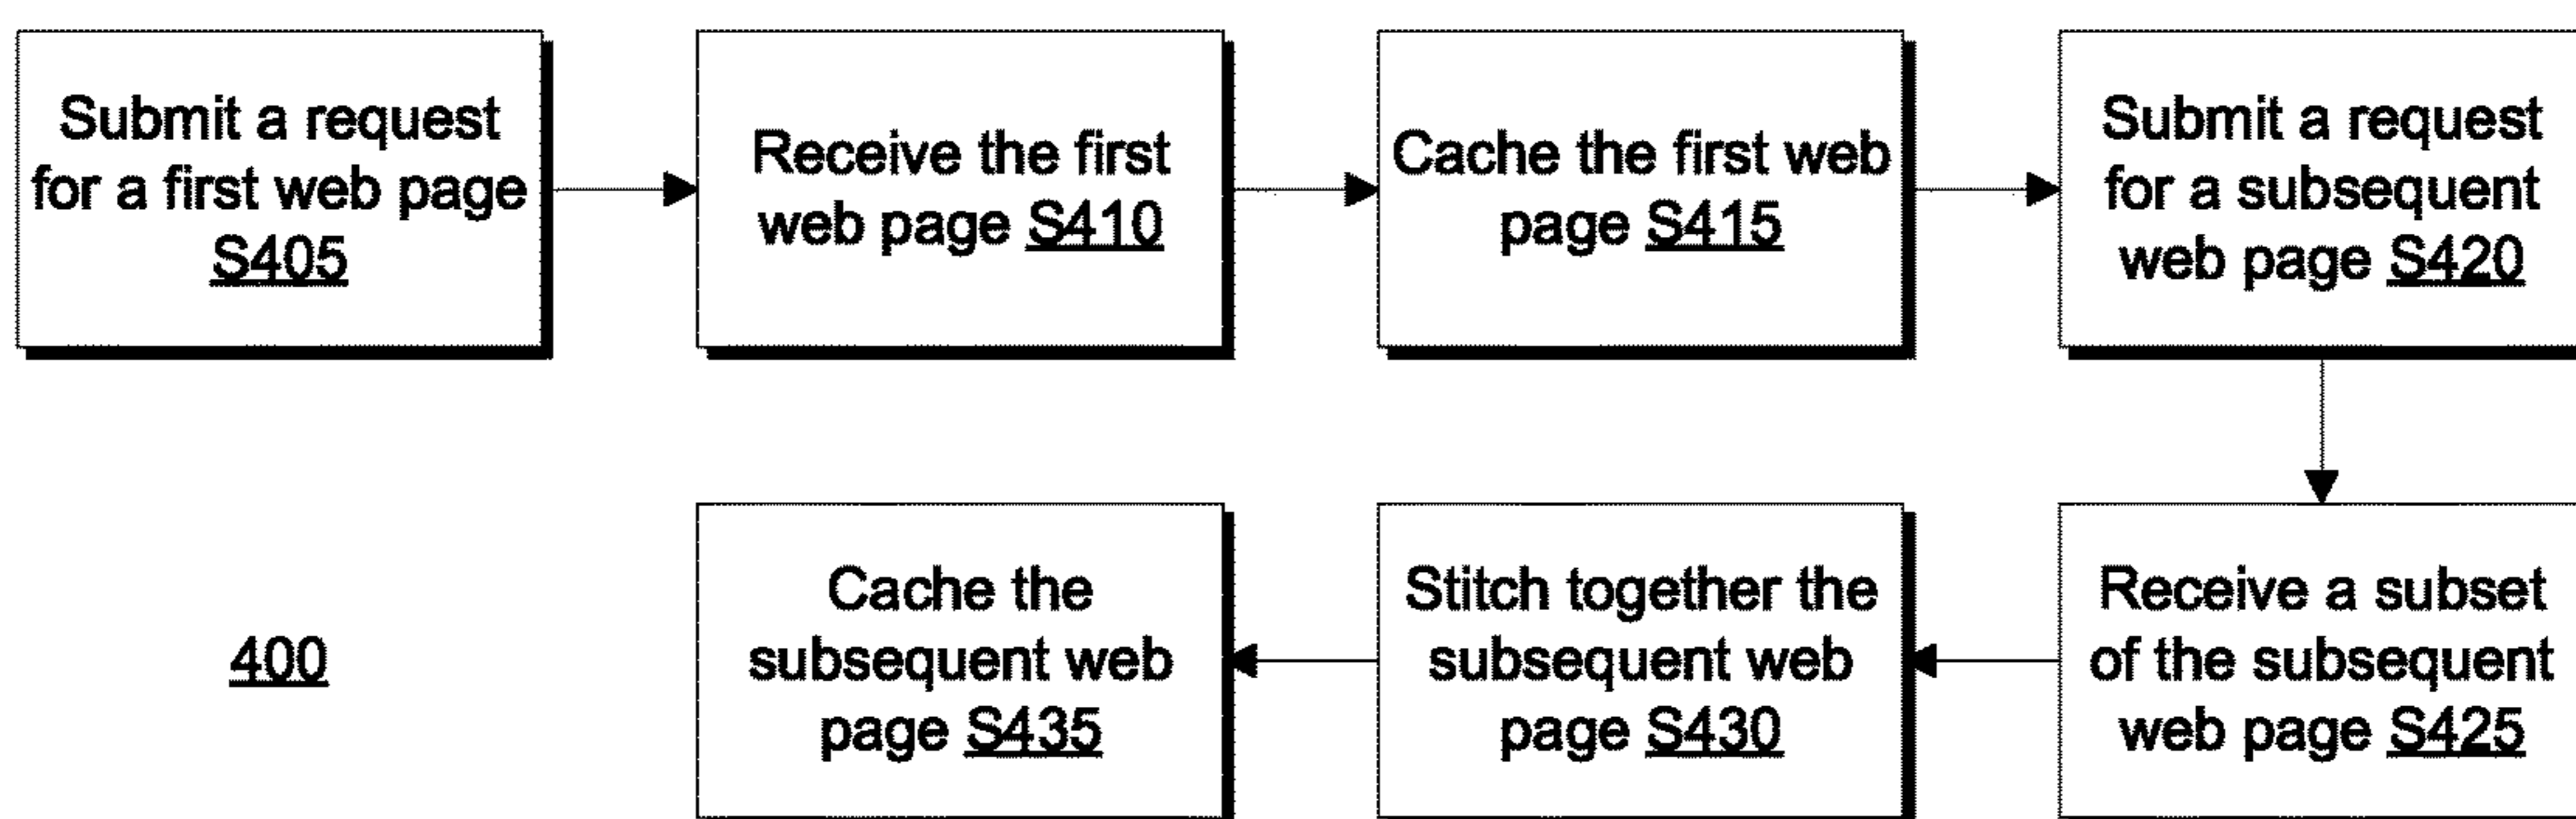 Submit a request
for a first web page
S405
Receive the first
web page S410
Cache the first web
page S415
Submit a request
for a subsequent
web page S420
Receive a subset
of the subsequent
web page S425
Stitch together the
subsequent web
page S430
Cache the
subsequent web
page S435
400